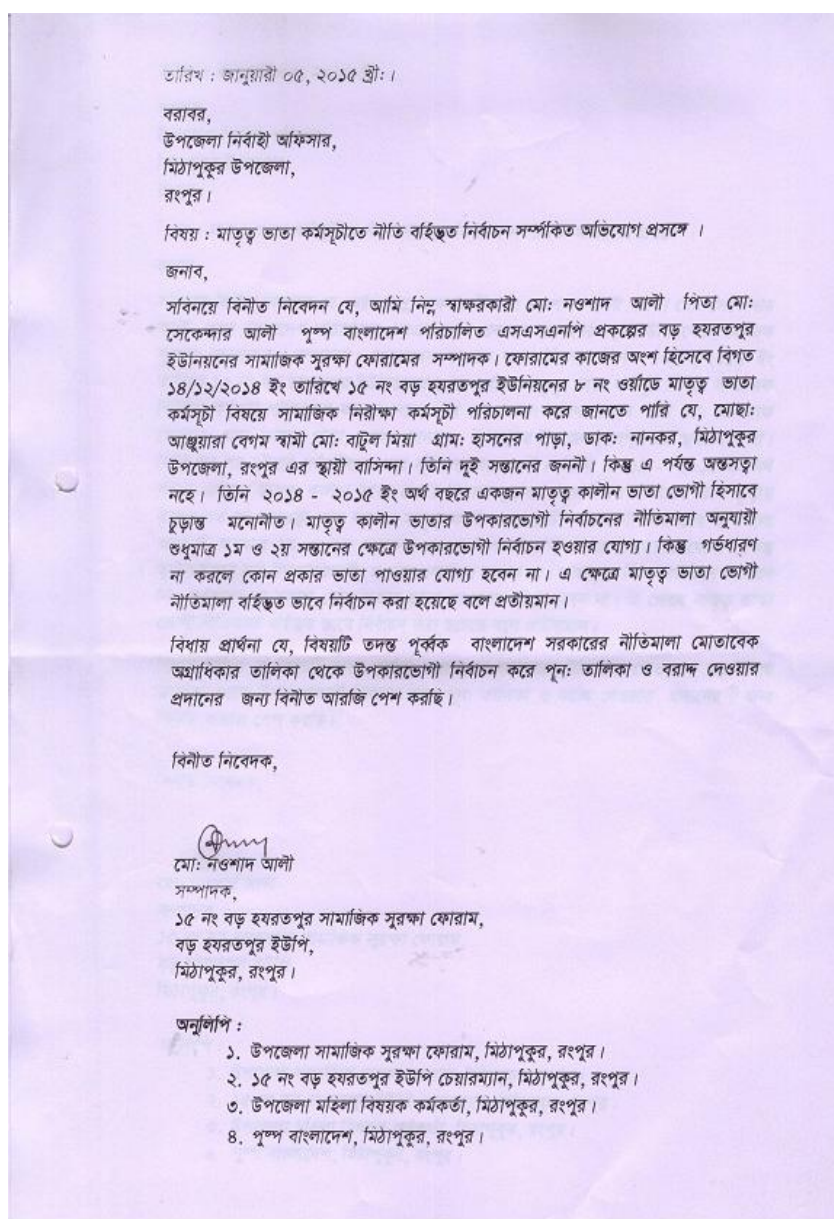 তারিখ : জানুয়ারী ০৫, ২০১৫ খ্রীঃ।
বরাবর,
উপজেলা নির্বাহী অফিসার,
মিঠাপুকুর উপজেলা,
রংপুর।
বিষয় : মাতৃত্ব ভাতা কর্মসূচীতে নীতি বর্হিভূত নির্বাচন সর্ম্পকিত অভিযোগ প্রসঙ্গে ।
জনাব,
সবিনয়ে বিনীত নিবেদন যে, আমি নিম্ন স্বাক্ষরকারী মো: নওশাদ আলী পিতা মো:
সেকেন্দার আলী পুষ্প বাংলাদেশ পরিচালিত এসএসএনপি প্রকল্পের বড় হযরতপুর
ইউনিয়নের সামাজিক সুরক্ষা ফোরামের সম্পাদক। ফোরামের কাজের অংশ হিসেবে বিগত
১৪/১২/২০১৪ ইং তারিখে ১৫ নং বড় হযরতপুর ইউনিয়নের ৮ নং ওর্য়াডে মাতৃত্ব ভাতা
কর্মসূচী বিষয়ে সামাজিক নিরীক্ষা কর্মসূচী পরিচালনা করে জানতে পারি যে, মোছা:
আঞ্জুয়ারা বেগম স্বামী মো: বাটুল মিয়া গ্রাম: হাসনের পাড়া, ডাক: নানকর, মিঠাপুকুর
উপজেলা, রংপুর এর স্থায়ী বাসিন্দা। তিনি দুই সন্তানের জননী। কিন্তু এ পর্যন্ত অন্তসত্বা
নহে। তিনি ২০১৪ - ২০১৫ ইং অর্থ বছরে একজন মাতৃত্ব কালীন ভাতা ভোগী হিসাবে
চুড়ান্ত মনোনীত। মাতৃত্ব কালীন ভাতার উপকারভোগী নির্বাচনের নীতিমালা অনুযায়ী
শুধুমাত্র ১ম ও ২য় সন্তানের ক্ষেত্রে উপকারভোগী নির্বাচন হওয়ার যোগ্য। কিন্তু গর্ভধারণ
না করলে কোন প্রকার ভাতা পাওয়ার যোগ্য হবেন না। এ ক্ষেত্রে মাতৃত্ব ভাতা ভোগী
নীতিমালা বর্হিভূত ভাবে নির্বাচন করা হয়েছে বলে প্রতীয়মান।
বিধায় প্রার্থনা যে, বিষয়টি তদন্ত পূর্ব্বক বাংলাদেশ সরকারের নীতিমালা মোতাবেক
অগ্রাধিকার তালিকা থেকে উপকারভোগী নির্বাচন করে পূন: তালিকা ও বরাদ্দ দেওয়ার
প্রদানের জন্য বিনীত আরজি পেশ করছি।
বিনীত নিবেদক,
মো: নওশাদ আলী
সম্পাদক,
১৫ নং বড় হযরতপুর সামাজিক সুরক্ষা ফোরাম,
বড় হযরতপুর ইউপি,
মিঠাপুকুর, রংপুর।
অনুলিপি :
১. উপজেলা সামাজিক সুরক্ষা ফোরাম, মিঠাপুকুর, রংপুর।
২. ১৫ নং বড় হযরতপুর ইউপি চেয়ারম্যান, মিঠাপুকুর, রংপুর।
৩. উপজেলা মহিলা বিষয়ক কর্মকর্তা, মিঠাপুকুর, রংপুর।
৪. পুষ্প বাংলাদেশ, মিঠাপুকুর, রংপুর।